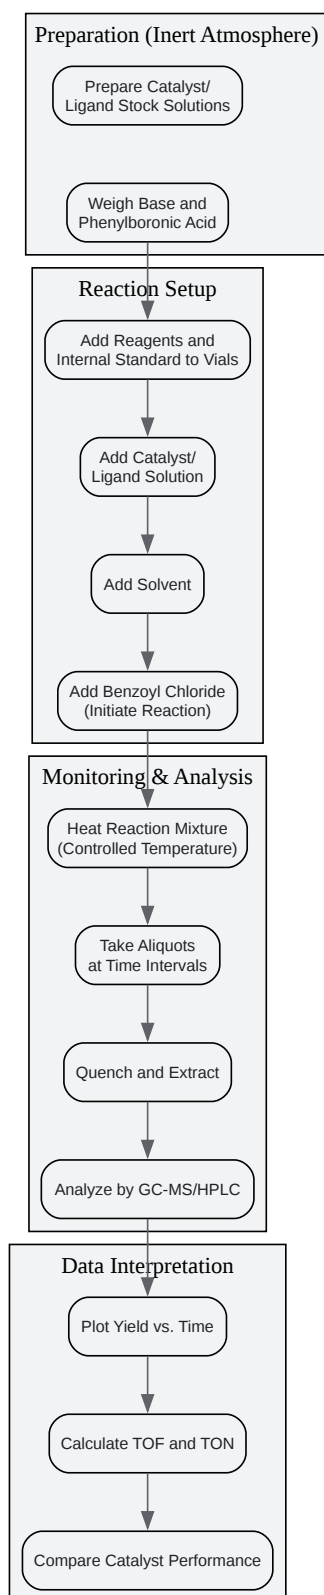 Preparation (Inert Atmosphere)
Prepare Catalyst/
Ligand Stock Solutions
Weigh Base and
Phenylboronic Acid
Reaction Setup
Add Reagents and
Internal Standard to Vials
Add Catalyst/
Ligand Solution
Add Solvent
Add Benzoyl Chloride
(Initiate Reaction)
Monitoring & Analysis
Heat Reaction Mixture
(Controlled Temperature)
Take Aliquots
at Time Intervals
Quench and Extract
Analyze by GC-MS/HPLC
Data Interpretation
Plot Yield vs. Time
Calculate TOF and TON
Compare Catalyst Performance